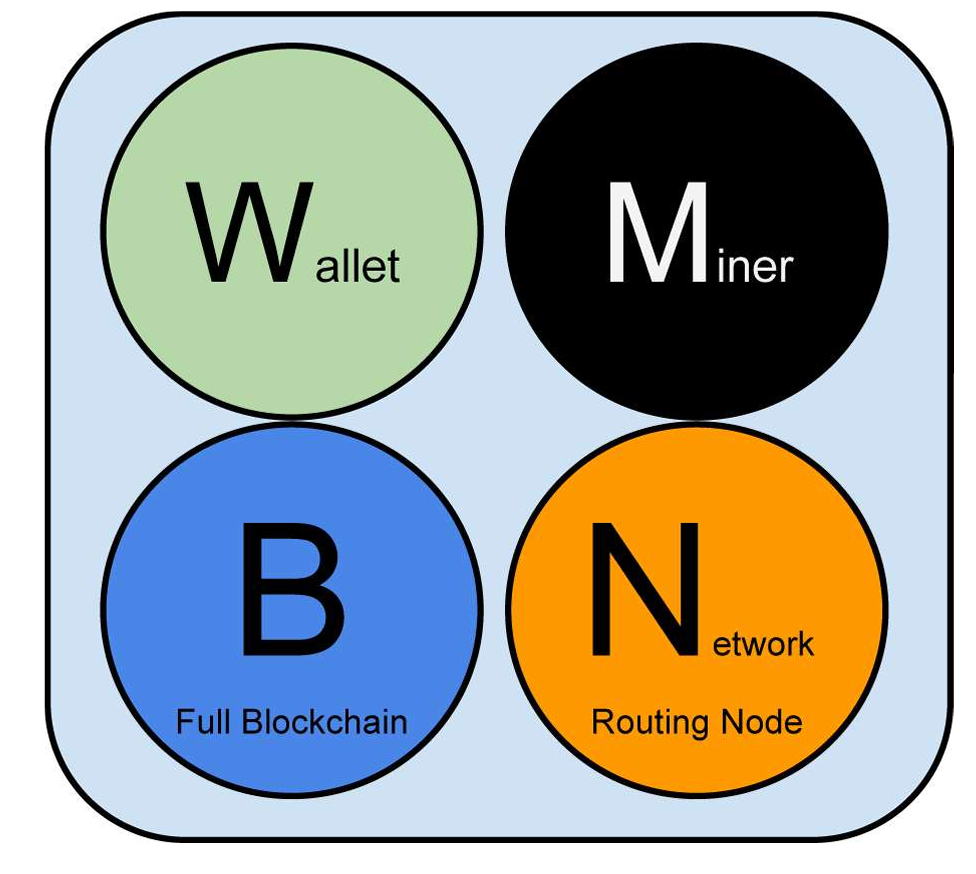 Wallet
Miner
B
Full Blockchain
Network
Routing Node